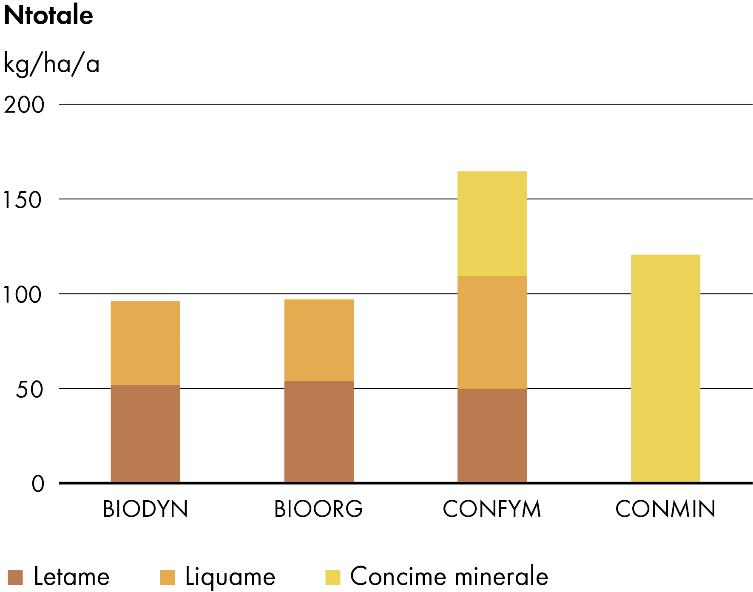 Ntotale
kg/ha/a
200
150
100
50
0
BIODYN BIOORG CONFYM CONMIN
Letame Liquame Concime minerale